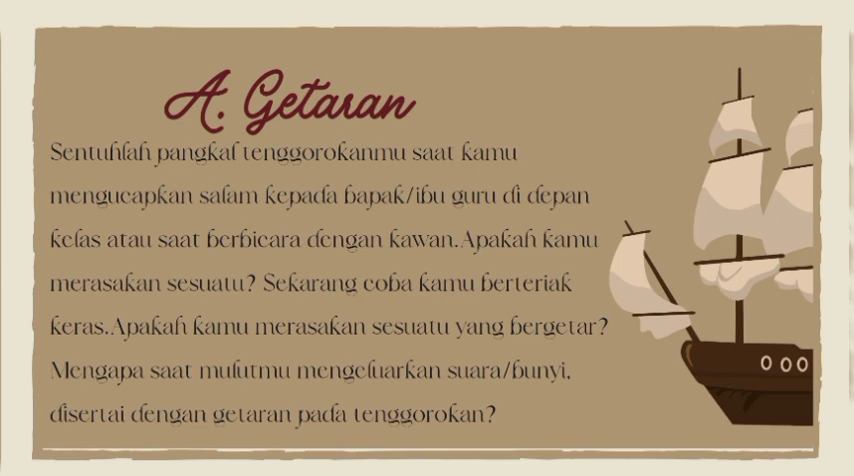 A. Getaran
Sentuhlah pangkal tenggorokanmu saat kamu
mengucapkan salam kepada bapak/ibu guru di depan
kelas atau saat berbicara dengan kawan.Apakah kamu
merasakan sesuatu? Sekarang coba kamu berteriak
keras.Apakah kamu merasakan sesuatu yang bergetar?
Mengapa saat mulutmu mengeluarkan suara/bunyi,
disertai dengan getaran pada tenggorokan?